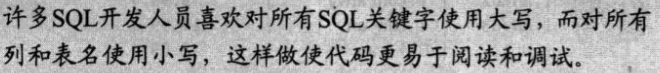 许多SQL开发人员喜欢对所有SQL关键字使用大写，而对所有
列和表名使用小写，这样做使代码更易于阅读和调试。